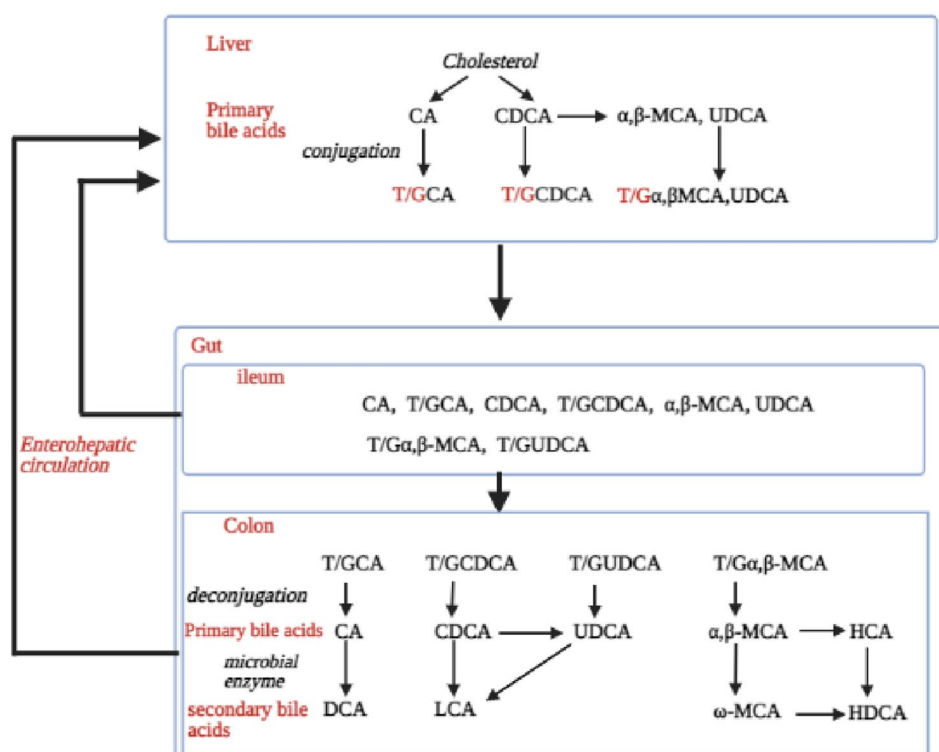 Liver
Cholesterol
Primary
bile acids
CA CDCA α,β-MCA, UDCA
conjugation
T/GCA T/GCDCA T/Gα,βMCA,UDCA
Gut
ileum
CA, T/GCA, CDCA, T/GCDCA, α,β-MCA, UDCA
T/Gα,β-MCA, T/GUDCA
Enterohepatic
circulation
Colon
T/GCA T/GCDCA T/GUDCA T/Gα,β-MCA
deconjugation
Primary bile acids CA CDCA UDCA α,β-MCA HCA
microbial
enzyme
secondary bile
acids
DCA LCA ω-MCA HDCA